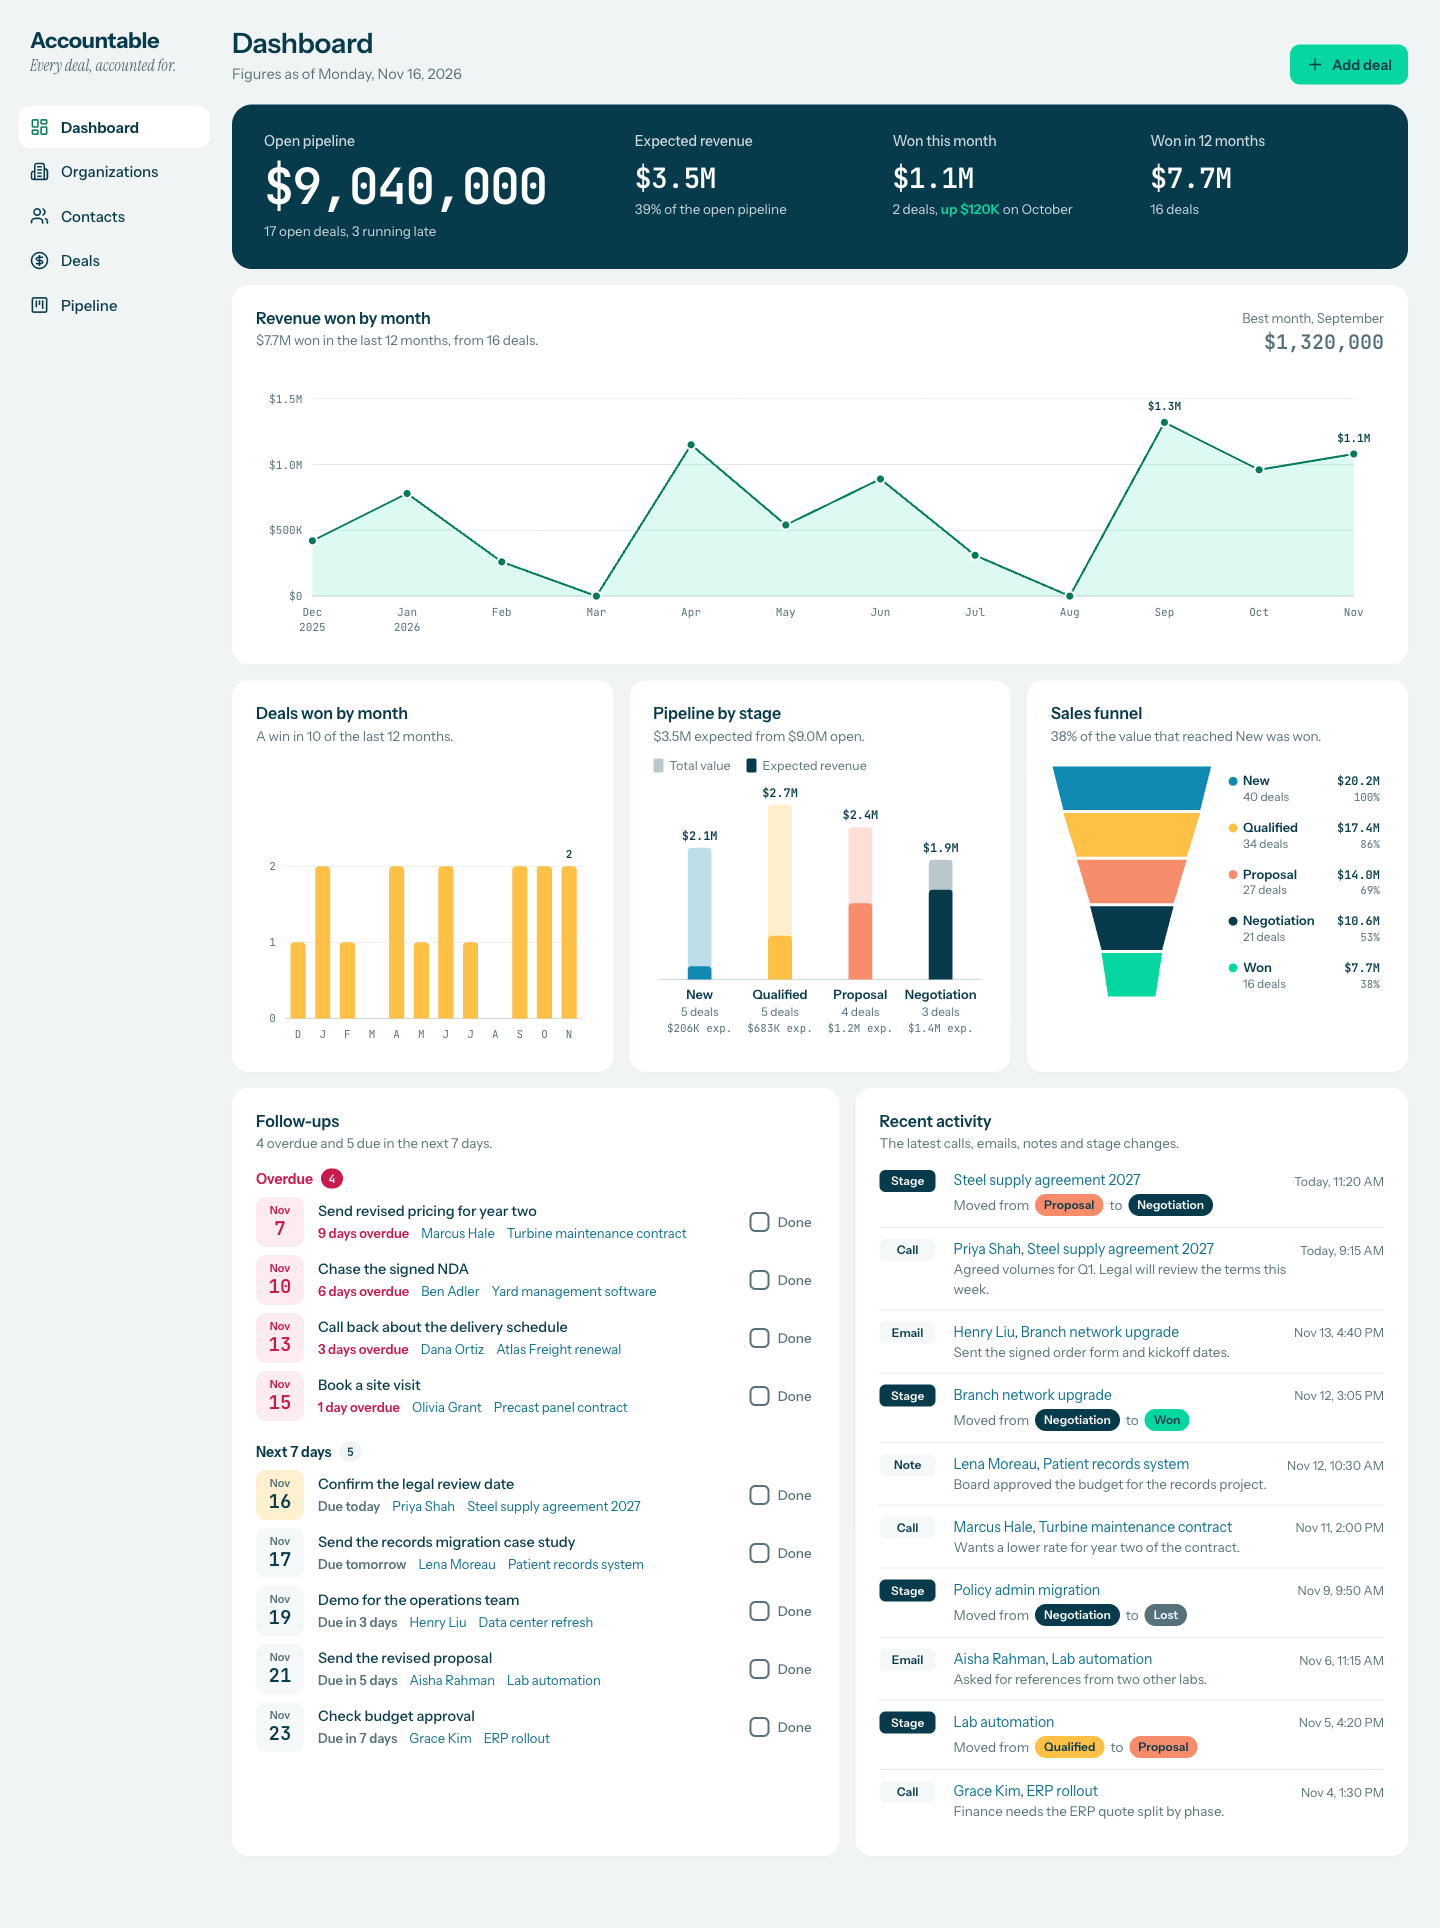 Accountable
Every deal, accounted for.
Dashboard
Organizations
Contacts
Deals
Pipeline
Dashboard
Figures as of Monday, Nov 16, 2026
Add deal
Open pipeline
$9,040,000
17 open deals, 3 running late
Expected revenue
$3.5M
39% of the open pipeline
Won this month
$1.1M
2 deals, up $120K on October
Won in 12 months
$7.7M
16 deals
Revenue won by month
$7.7M won in the last 12 months, from 16 deals.
Best month, September
$1,320,000
$1.5M
$1.0M
$500K
$0
$1.3M
$1.1M
Dec Jan Feb Mar Apr May Jun Jul Aug Sep Oct Nov
2025 2026
Deals won by month
A win in 10 of the last 12 months.
2
2
1
0
D J F M A M J J A S O N
Pipeline by stage
$3.5M expected from $9.0M open.
Total value Expected revenue
$2.1M
$2.7M
$2.4M
$1.9M
New Qualified Proposal Negotiation
5 deals 5 deals 4 deals 3 deals
$206K exp. $683K exp. $1.2M exp. $1.4M exp.
Sales funnel
38% of the value that reached New was won.
New $20.2M
40 deals 100%
Qualified $17.4M
34 deals 86%
Proposal $14.0M
27 deals 69%
Negotiation $10.6M
21 deals 53%
Won $7.7M
16 deals 38%
Follow-ups
4 overdue and 5 due in the next 7 days.
Overdue 4
Nov 7
Send revised pricing for year two
9 days overdue Marcus Hale Turbine maintenance contract
Done
Nov 10
Chase the signed NDA
6 days overdue Ben Adler Yard management software
Done
Nov 13
Call back about the delivery schedule
3 days overdue Dana Ortiz Atlas Freight renewal
Done
Nov 15
Book a site visit
1 day overdue Olivia Grant Precast panel contract
Done
Next 7 days 5
Nov 16
Confirm the legal review date
Due today Priya Shah Steel supply agreement 2027
Done
Nov 17
Send the records migration case study
Due tomorrow Lena Moreau Patient records system
Done
Nov 19
Demo for the operations team
Due in 3 days Henry Liu Data center refresh
Done
Nov 21
Send the revised proposal
Due in 5 days Aisha Rahman Lab automation
Done
Nov 23
Check budget approval
Due in 7 days Grace Kim ERP rollout
Done
Recent activity
The latest calls, emails, notes and stage changes.
Stage Steel supply agreement 2027 Today, 11:20 AM
Moved from Proposal to Negotiation
Call Priya Shah, Steel supply agreement 2027 Today, 9:15 AM
Agreed volumes for Q1. Legal will review the terms this
week.
Email Henry Liu, Branch network upgrade Nov 13, 4:40 PM
Sent the signed order form and kickoff dates.
Stage Branch network upgrade Nov 12, 3:05 PM
Moved from Negotiation to Won
Note Lena Moreau, Patient records system Nov 12, 10:30 AM
Board approved the budget for the records project.
Call Marcus Hale, Turbine maintenance contract Nov 11, 2:00 PM
Wants a lower rate for year two of the contract.
Stage Policy admin migration Nov 9, 9:50 AM
Moved from Negotiation to Lost
Email Aisha Rahman, Lab automation Nov 6, 11:15 AM
Asked for references from two other labs.
Stage Lab automation Nov 5, 4:20 PM
Moved from Qualified to Proposal
Call Grace Kim, ERP rollout Nov 4, 1:30 PM
Finance needs the ERP quote split by phase.